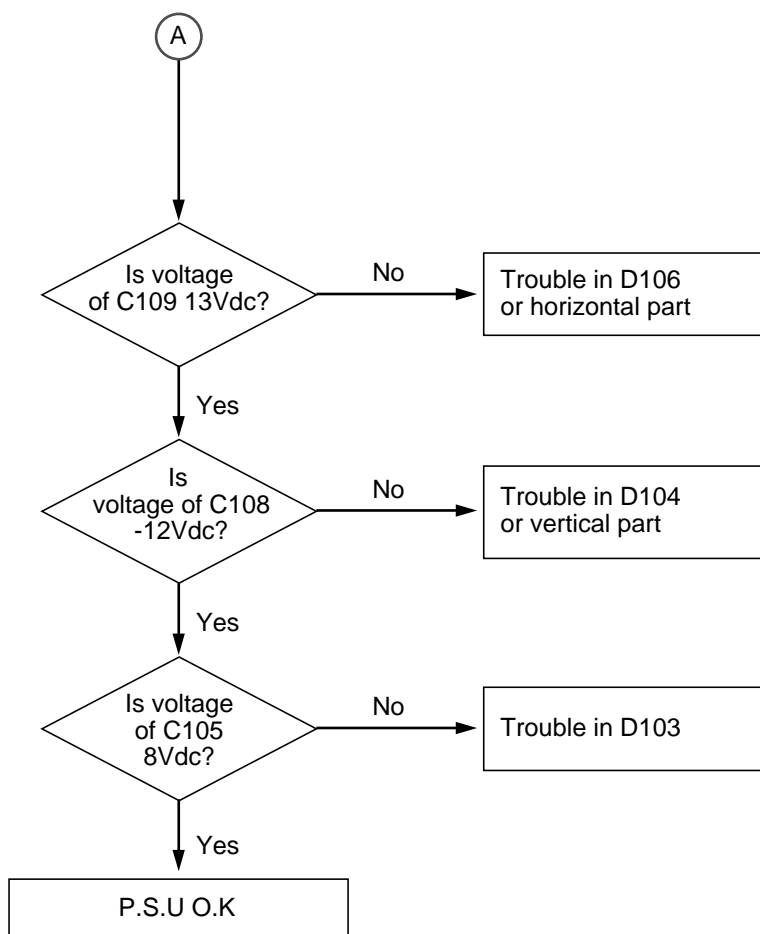 A
Is voltage
of C109 13Vdc?
No
Trouble in D106
or horizontal part
Yes
Is
voltage of C108
-12Vdc?
No
Trouble in D104
or vertical part
Yes
Is voltage
of C105
8Vdc?
No
Trouble in D103
Yes
P.S.U O.K